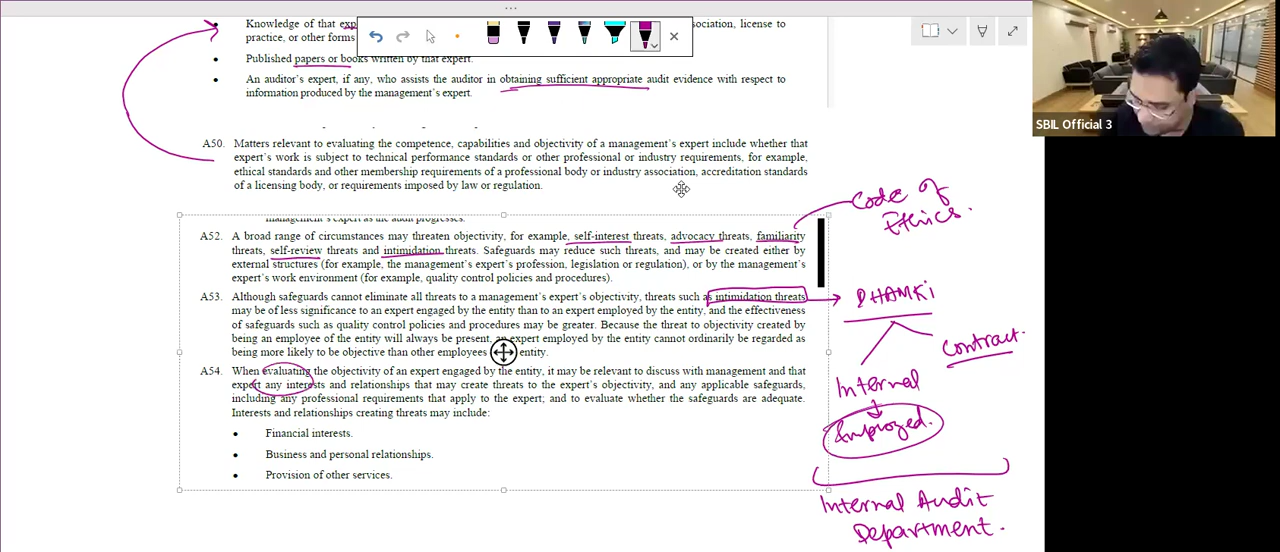 ...
Knowledge of that
sociation, license to
practice, or other forms
Published papers or books written by that expert.
An auditor's expert, if any, who assists the auditor in obtaining sufficient appropriate audit evidence with respect to
information produced by the management's expert.
A50. Matters relevant to evaluating the competence, capabilities and objectivity of a management's expert include whether that
expert's work is subject to technical performance standards or other professional or industry requirements, for example,
ethical standards and other membership requirements of a professional body or industry association, accreditation standards
of a licensing body, or requirements imposed by law or regulation.
management's expert as the audit progresses.
A52. A broad range of circumstances may threaten objectivity, for example, self-interest threats, advocacy threats, familiarity
threats, self-review threats and intimidation threats. Safeguards may reduce such threats, and may be created either by
external structures (for example, the management's expert's profession, legislation or regulation), or by the management's
expert's work environment (for example, quality control policies and procedures).
A53. Although safeguards cannot eliminate all threats to a management's expert's objectivity, threats such as intimidation threats
may be of less significance to an expert engaged by the entity than to an expert employed by the entity, and the effectiveness
of safeguards such as quality control policies and procedures may be greater. Because the threat to objectivity created by
being an employee of the entity will always be present, an expert employed by the entity cannot ordinarily be regarded as
being more likely to be objective than other employees entity.
A54. When evaluating the objectivity of an expert engaged by the entity, it may be relevant to discuss with management and that
expert any interests and relationships that may create threats to the expert's objectivity, and any applicable safeguards,
including any professional requirements that apply to the expert; and to evaluate whether the safeguards are adequate.
Interests and relationships creating threats may include:
Financial interests.
Business and personal relationships.
Provision of other services.
Code of
Ethics.
DHAMKI
Contract.
Internal
Employed.
Internal Audit
Department.
SBIL Official 3